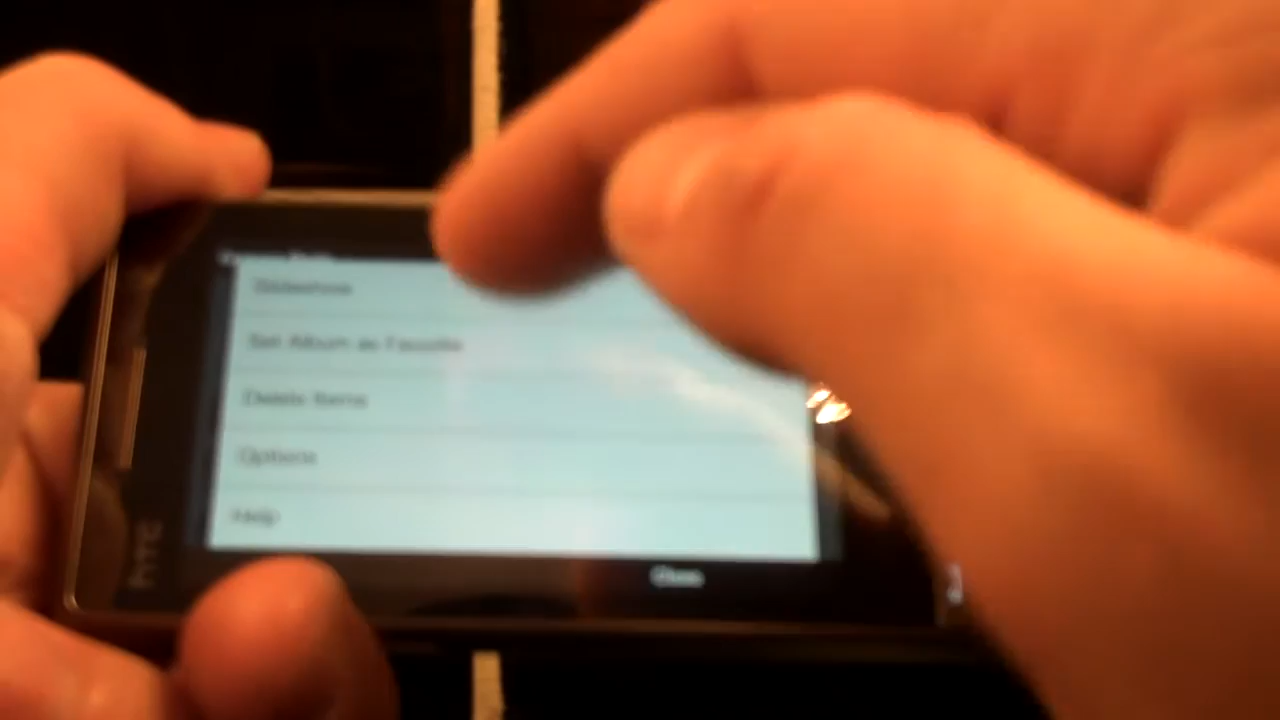 Slideshow
Set Album as Favorite
Delete Items
Options
Help
Close
hTC